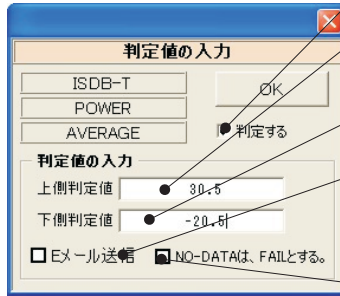 判定値の入力
ISDB-T
OK
POWER
AVERAGE
判定する
判定値の入力
上側判定値 30.5
下側判定値 -20.5
Eメール送信 NO-DATAは、FAILとする。